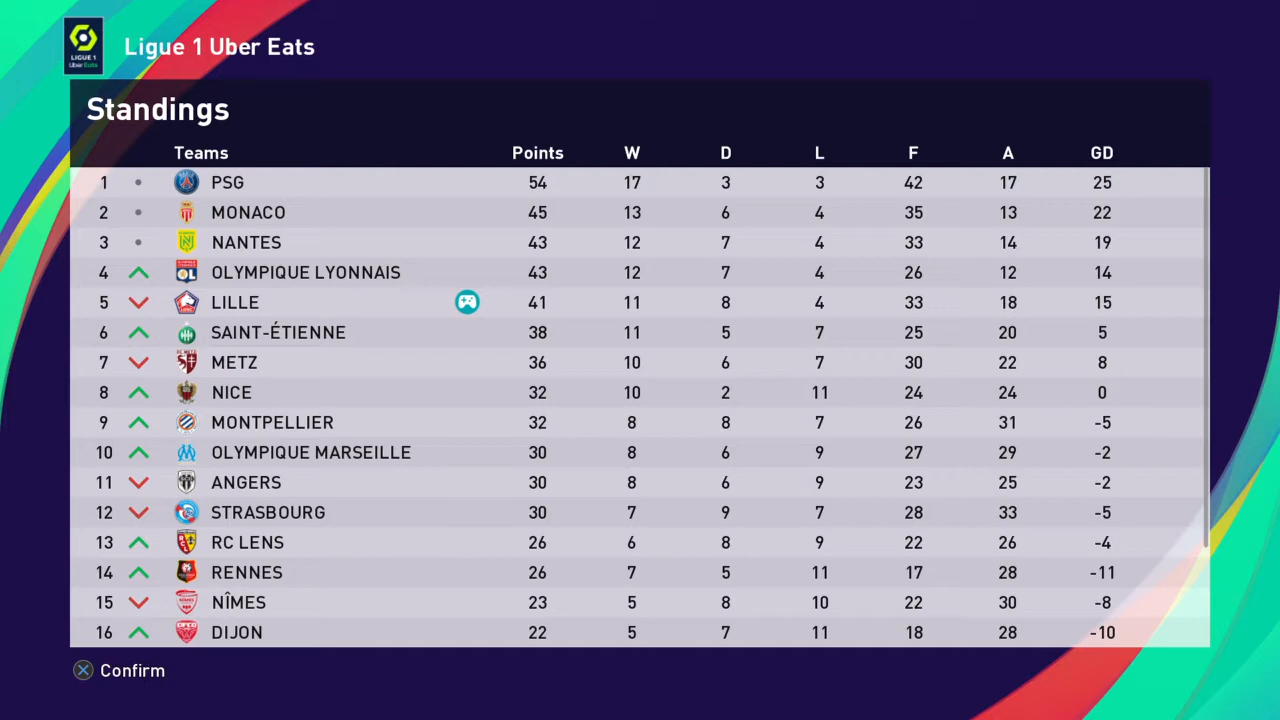 LIGUE 1
Uber Eats
Ligue 1 Uber Eats
Standings
Teams Points W D L F A GD
1 PSG 54 17 3 3 42 17 25
2 MONACO 45 13 6 4 35 13 22
3 NANTES 43 12 7 4 33 14 19
4 OLYMPIQUE LYONNAIS 43 12 7 4 26 12 14
5 LILLE 41 11 8 4 33 18 15
6 SAINT-ÉTIENNE 38 11 5 7 25 20 5
7 METZ 36 10 6 7 30 22 8
8 NICE 32 10 2 11 24 24 0
9 MONTPELLIER 32 8 8 7 26 31 -5
10 OLYMPIQUE MARSEILLE 30 8 6 9 27 29 -2
11 ANGERS 30 8 6 9 23 25 -2
12 STRASBOURG 30 7 9 7 28 33 -5
13 RC LENS 26 6 8 9 22 26 -4
14 RENNES 26 7 5 11 17 28 -11
15 NÎMES 23 5 8 10 22 30 -8
16 DIJON 22 5 7 11 18 28 -10
Confirm